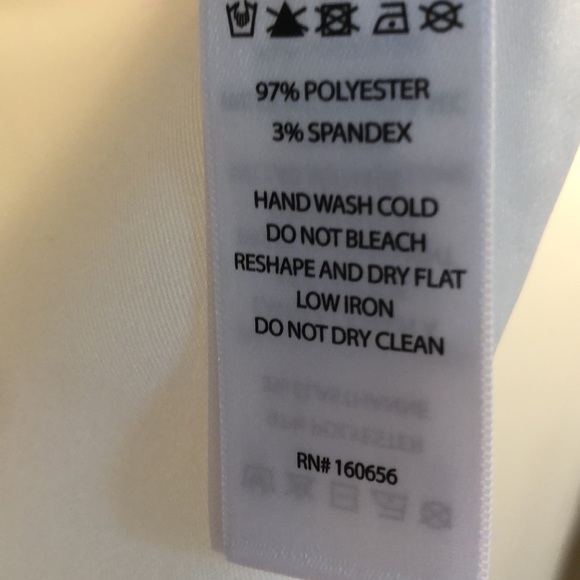 97% POLYESTER
3% SPANDEX
HAND WASH COLD
DO NOT BLEACH
RESHAPE AND DRY FLAT
LOW IRON
DO NOT DRY CLEAN
RN# 160656